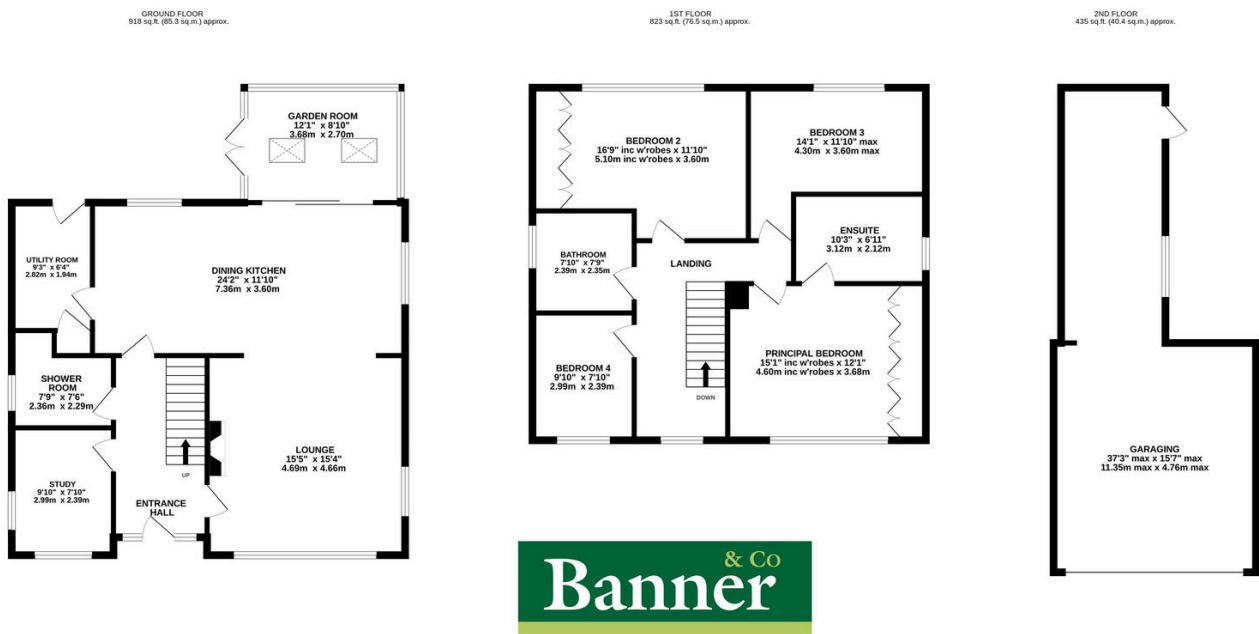 GROUND FLOOR
918 sq.ft. (85.3 sq.m.) approx.
GARDEN ROOM
12'1" x 8'10"
3.68m x 2.70m
UTILITY ROOM
9'3" x 6'4"
2.82m x 1.94m
DINING KITCHEN
24'2" x 11'10"
7.36m x 3.60m
SHOWER
ROOM
7'9" x 7'6"
2.36m x 2.29m
STUDY
9'10" x 7'10"
2.99m x 2.39m
UP
ENTRANCE
HALL
LOUNGE
15'5" x 15'4"
4.69m x 4.66m
1ST FLOOR
823 sq.ft. (76.5 sq.m.) approx.
BEDROOM 2
16'9" inc w'robes x 11'10"
5.10m inc w'robes x 3.60m
BEDROOM 3
14'1" x 11'10" max
4.30m x 3.60m max
ENSUITE
10'3" x 6'11"
3.12m x 2.12m
BATHROOM
7'10" x 7'9"
2.39m x 2.35m
LANDING
BEDROOM 4
9'10" x 7'10"
2.99m x 2.39m
DOWN
PRINCIPAL BEDROOM
15'1" inc w'robes x 12'1"
4.60m inc w'robes x 3.68m
2ND FLOOR
435 sq.ft. (40.4 sq.m.) approx.
GARAGING
37'3" max x 15'7" max
11.35m max x 4.76m max
& Co
Banner